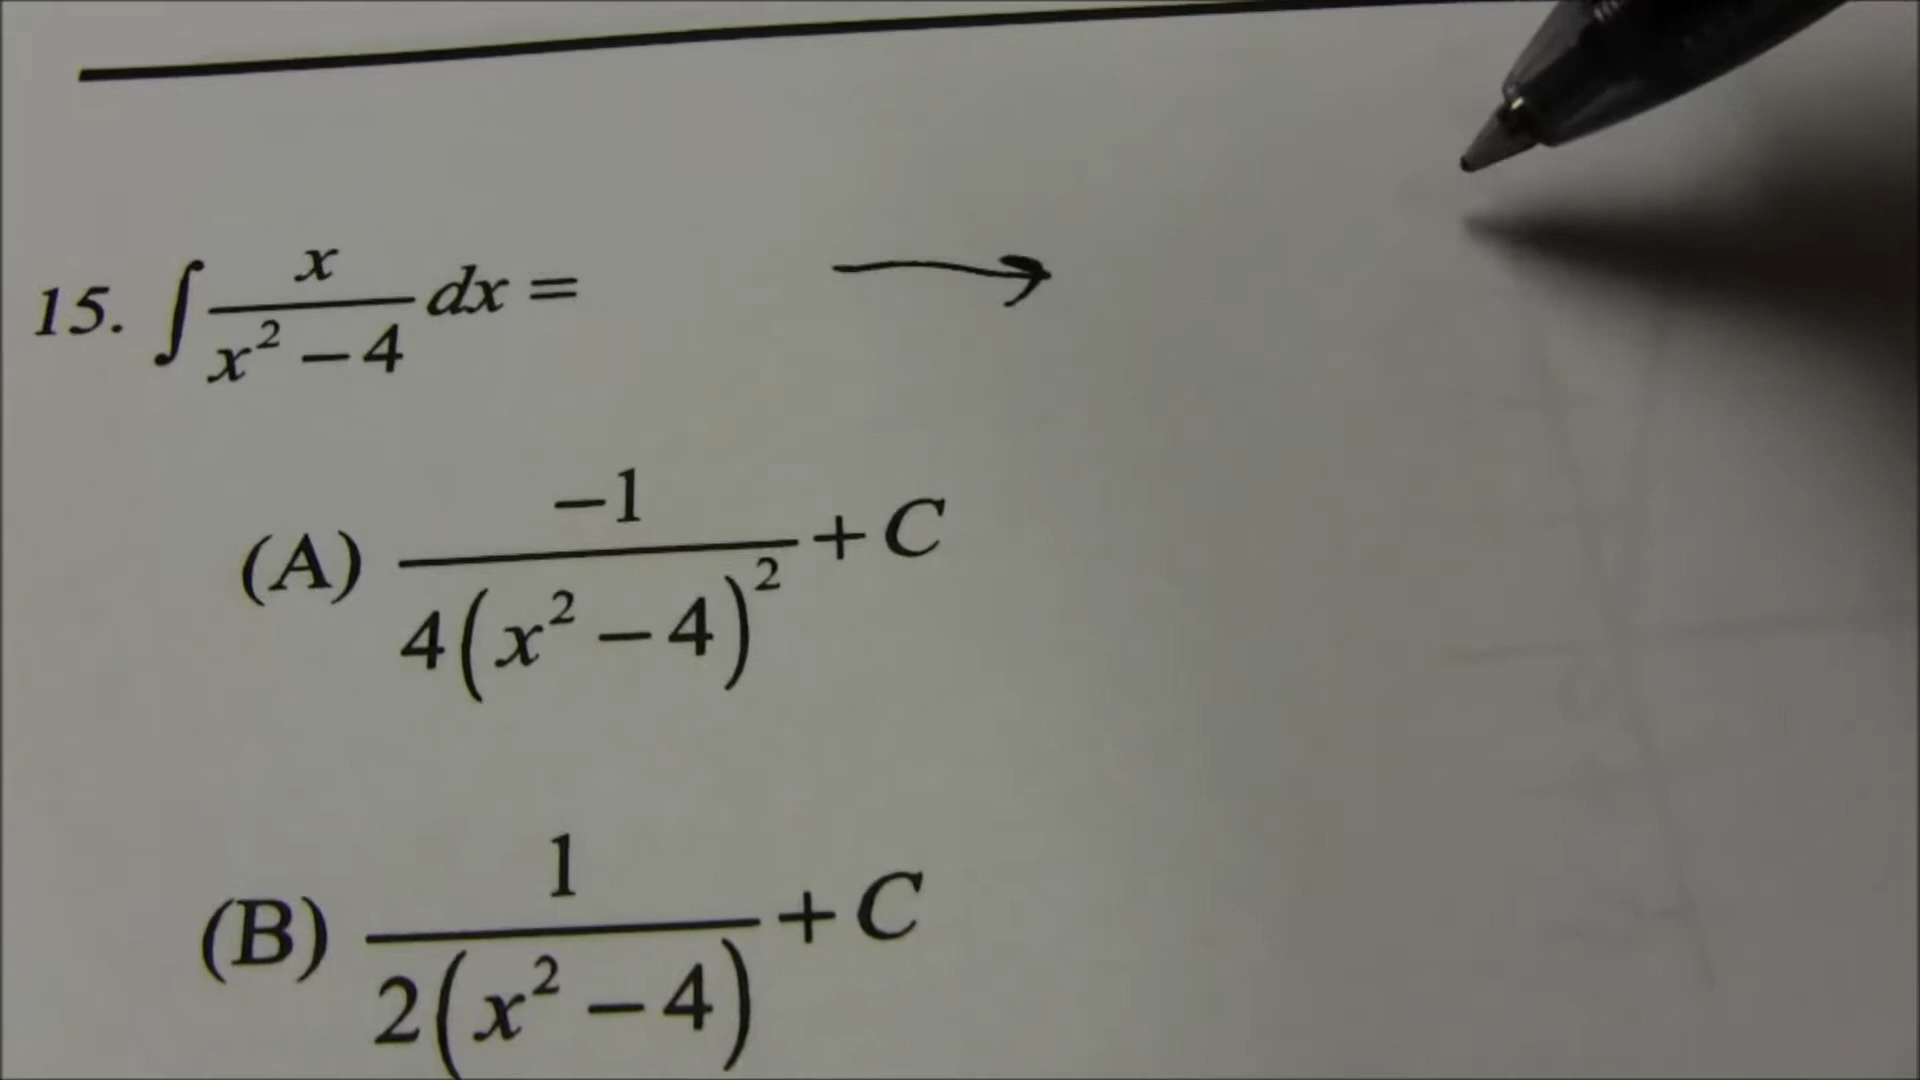 15. ∫ x/(x² − 4) dx =
(A) −1/(4(x² − 4)²) + C
(B) 1/(2(x² − 4)) + C